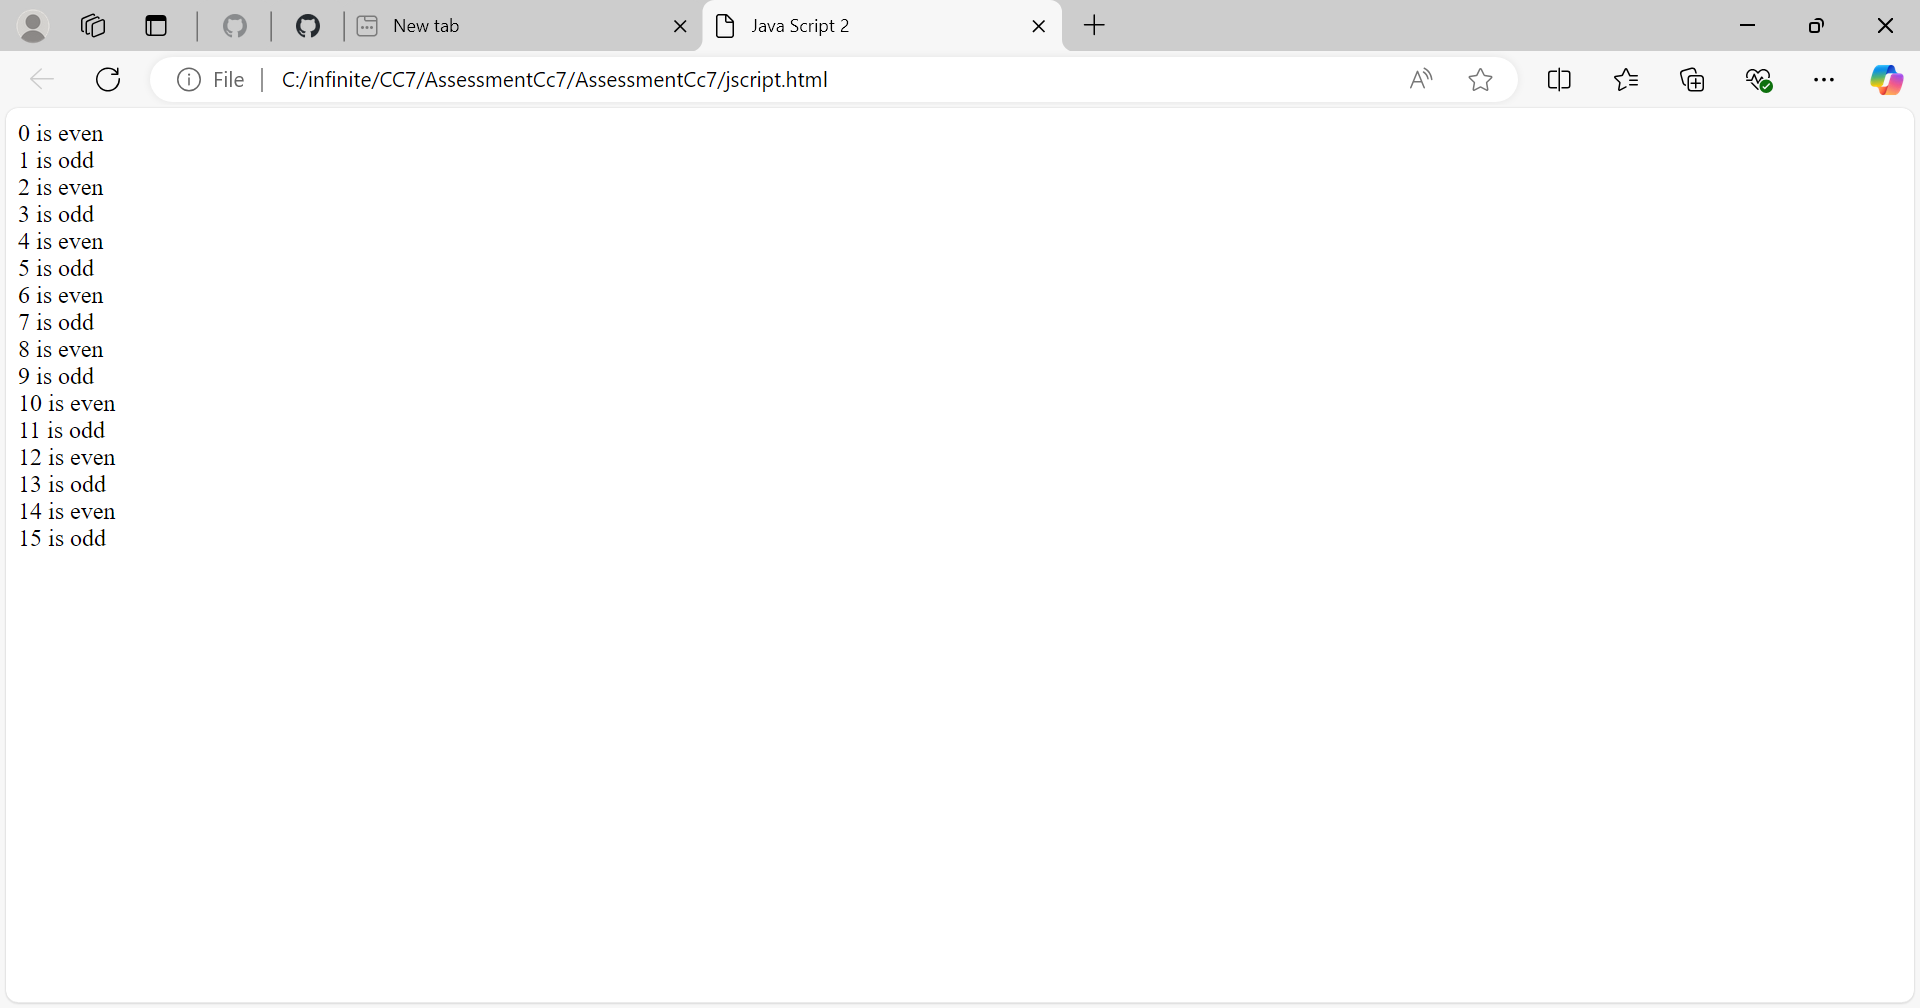 New tab
Java Script 2
File
C:/infinite/CC7/AssessmentCc7/AssessmentCc7/jscript.html
0 is even
1 is odd
2 is even
3 is odd
4 is even
5 is odd
6 is even
7 is odd
8 is even
9 is odd
10 is even
11 is odd
12 is even
13 is odd
14 is even
15 is odd